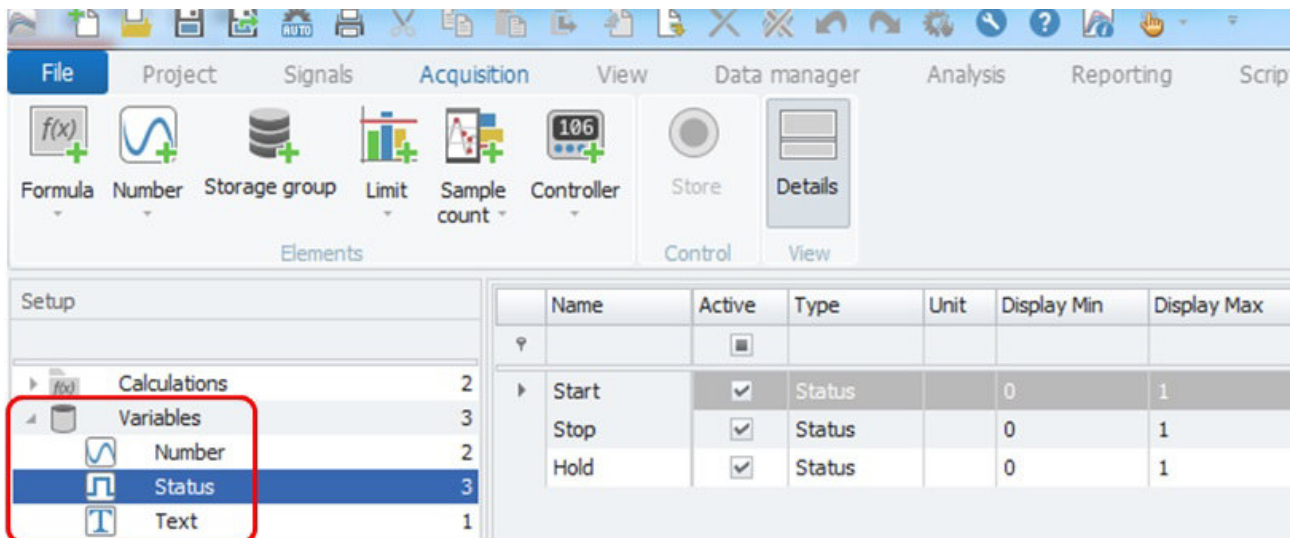 AUTO
File Project Signals Acquisition View Data manager Analysis Reporting Scrip
f(x) 106
Formula Number Storage group Limit Sample count Controller Store Details
Elements Control View
Setup
Name Active Type Unit Display Min Display Max
f(x) Calculations 2
Start Status 0 1
Variables 3
Stop Status 0 1
Number 2
Hold Status 0 1
Status 3
T Text 1